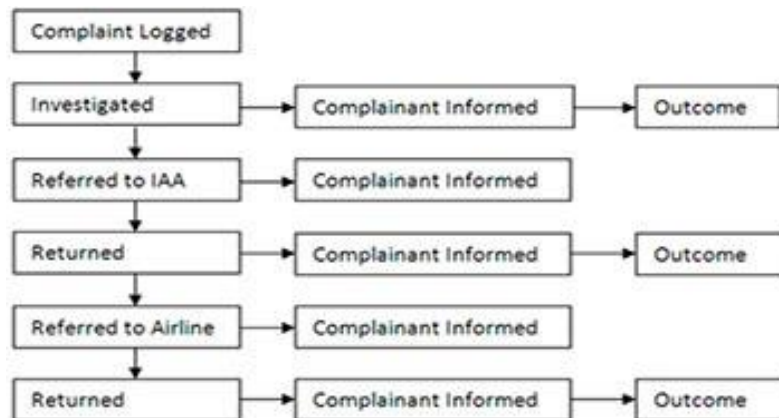 Complaint Logged
Investigated
Complainant Informed
Outcome
Referred to IAA
Complainant Informed
Returned
Complainant Informed
Outcome
Referred to Airline
Complainant Informed
Returned
Complainant Informed
Outcome